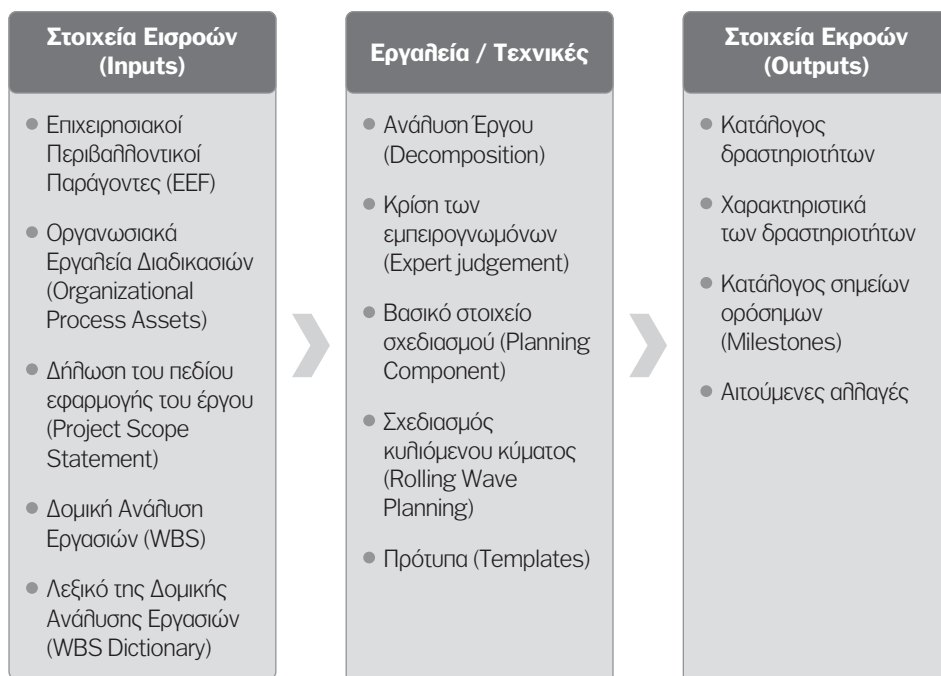 Στοιχεία Εισροών
(Inputs)
Επιχειρησιακοί
Περιβαλλοντικοί
Παράγοντες (EEF)
Οργανωσιακά
Εργαλεία Διαδικασιών
(Organizational
Process Assets)
Δήλωση του πεδίου
εφαρμογής του έργου
(Project Scope
Statement)
Δομική Ανάλυση
Εργασιών (WBS)
Λεξικό της Δομικής
Ανάλυσης Εργασιών
(WBS Dictionary)
Εργαλεία / Τεχνικές
Ανάλυση Έργου
(Decomposition)
Κρίση των
εμπειρογνωμόνων
(Expert judgement)
Βασικό στοιχείο
σχεδιασμού (Planning
Component)
Σχεδιασμός
κυλιόμενου κύματος
(Rolling Wave
Planning)
Πρότυπα (Templates)
Στοιχεία Εκροών
(Outputs)
Κατάλογος
δραστηριοτήτων
Χαρακτηριστικά
των δραστηριοτήτων
Κατάλογος σημείων
ορόσημων
(Milestones)
Αιτούμενες αλλαγές